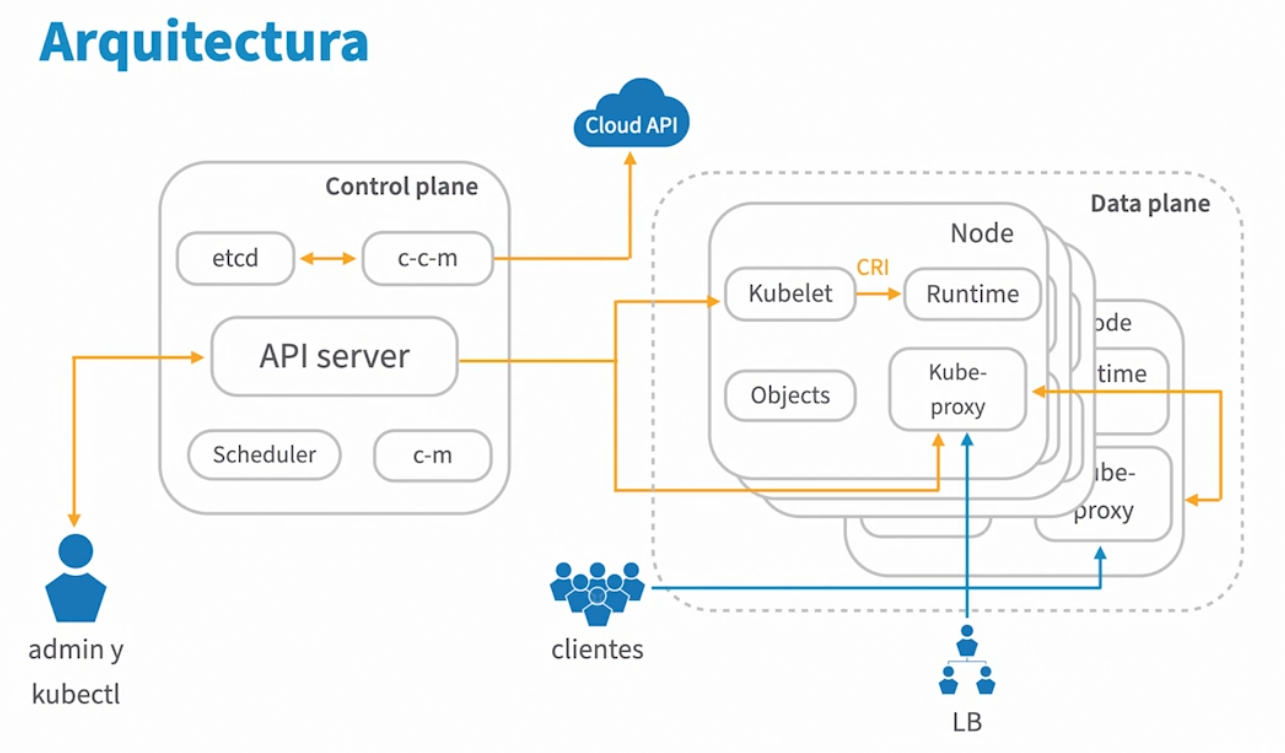 Arquitectura
Cloud API
Control plane
Data plane
etcd
c-c-m
Node
CRI
Kubelet
Runtime
ode
time
API server
Objects
Kube-
proxy
Scheduler
c-m
be-
proxy
clientes
admin y
kubectl
LB